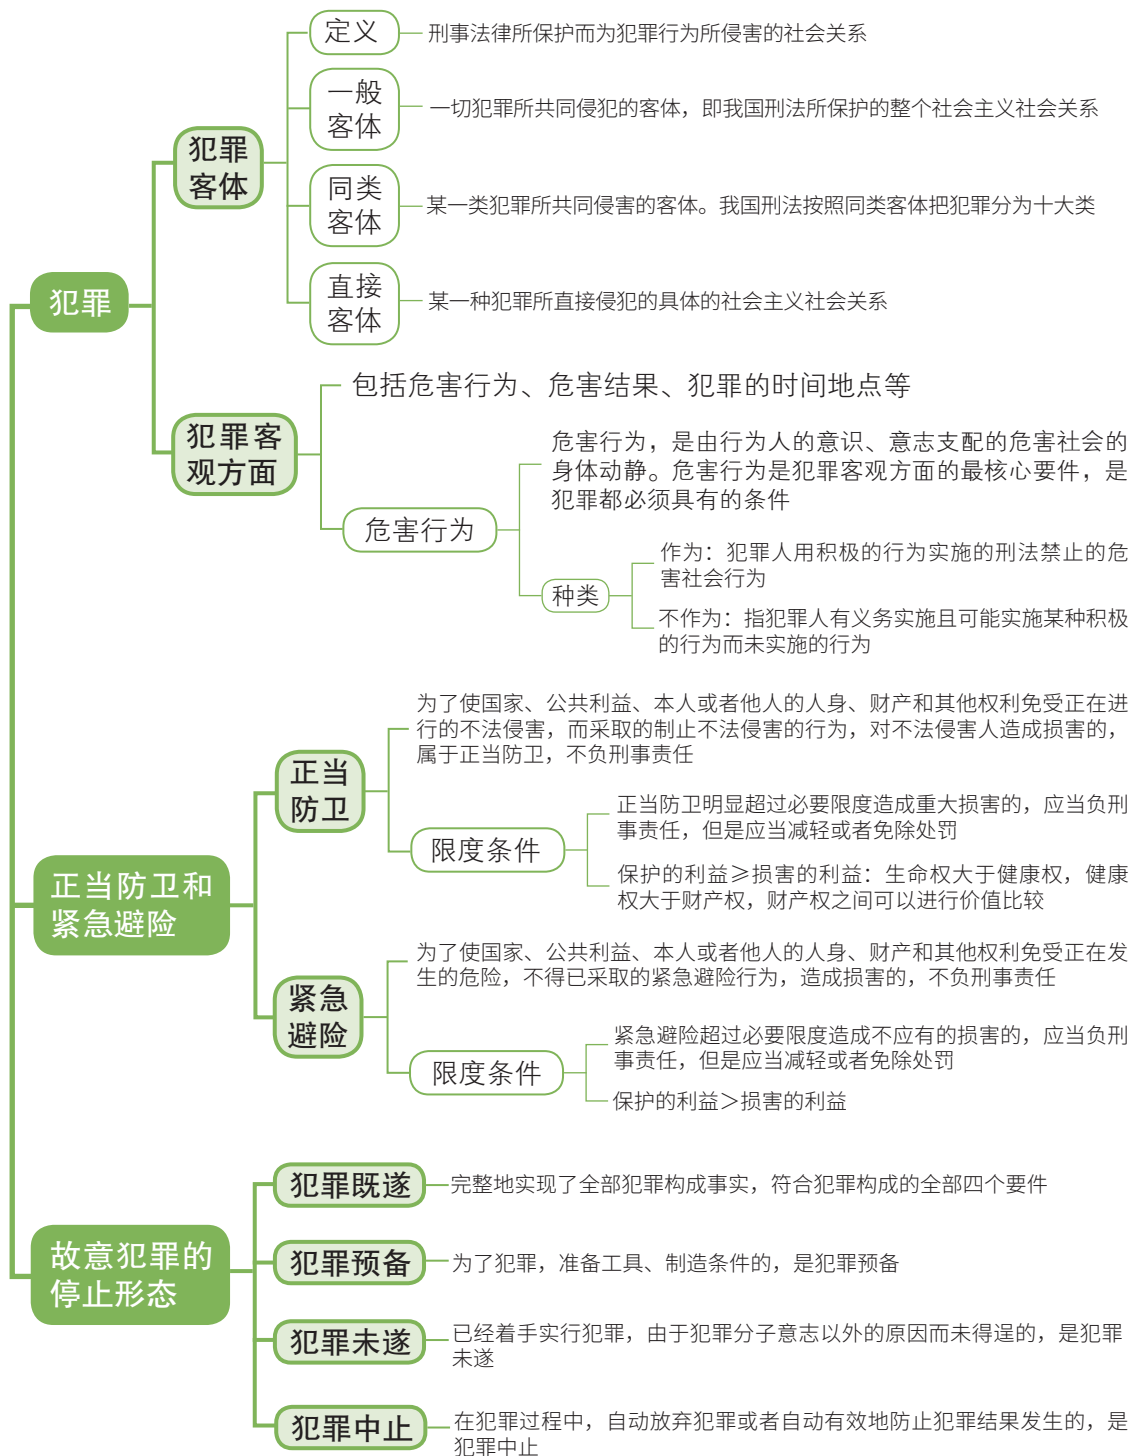 犯罪
犯罪
客体
定义
刑事法律所保护而为犯罪行为所侵害的社会关系
一般
客体
一切犯罪所共同侵犯的客体，即我国刑法所保护的整个社会主义社会关系
同类
客体
某一类犯罪所共同侵害的客体。我国刑法按照同类客体把犯罪分为十大类
直接
客体
某一种犯罪所直接侵犯的具体的社会主义社会关系
犯罪客
观方面
包括危害行为、危害结果、犯罪的时间地点等
危害行为
危害行为，是由行为人的意识、意志支配的危害社会的
身体动静。危害行为是犯罪客观方面的最核心要件，是
犯罪都必须具有的条件
种类
作为：犯罪人用积极的行为实施的刑法禁止的危
害社会行为
不作为：指犯罪人有义务实施且可能实施某种积极
的行为而未实施的行为
正当防卫和
紧急避险
正当
防卫
为了使国家、公共利益、本人或者他人的人身、财产和其他权利免受正在进
行的不法侵害，而采取的制止不法侵害的行为，对不法侵害人造成损害的，
属于正当防卫，不负刑事责任
限度条件
正当防卫明显超过必要限度造成重大损害的，应当负刑
事责任，但是应当减轻或者免除处罚
保护的利益≥损害的利益：生命权大于健康权，健康
权大于财产权，财产权之间可以进行价值比较
紧急
避险
为了使国家、公共利益、本人或者他人的人身、财产和其他权利免受正在发
生的危险，不得已采取的紧急避险行为，造成损害的，不负刑事责任
限度条件
紧急避险超过必要限度造成不应有的损害的，应当负刑
事责任，但是应当减轻或者免除处罚
保护的利益＞损害的利益
故意犯罪的
停止形态
犯罪既遂
完整地实现了全部犯罪构成事实，符合犯罪构成的全部四个要件
犯罪预备
为了犯罪，准备工具、制造条件的，是犯罪预备
犯罪未遂
已经着手实行犯罪，由于犯罪分子意志以外的原因而未得逞的，是犯罪
未遂
犯罪中止
在犯罪过程中，自动放弃犯罪或者自动有效地防止犯罪结果发生的，是
犯罪中止